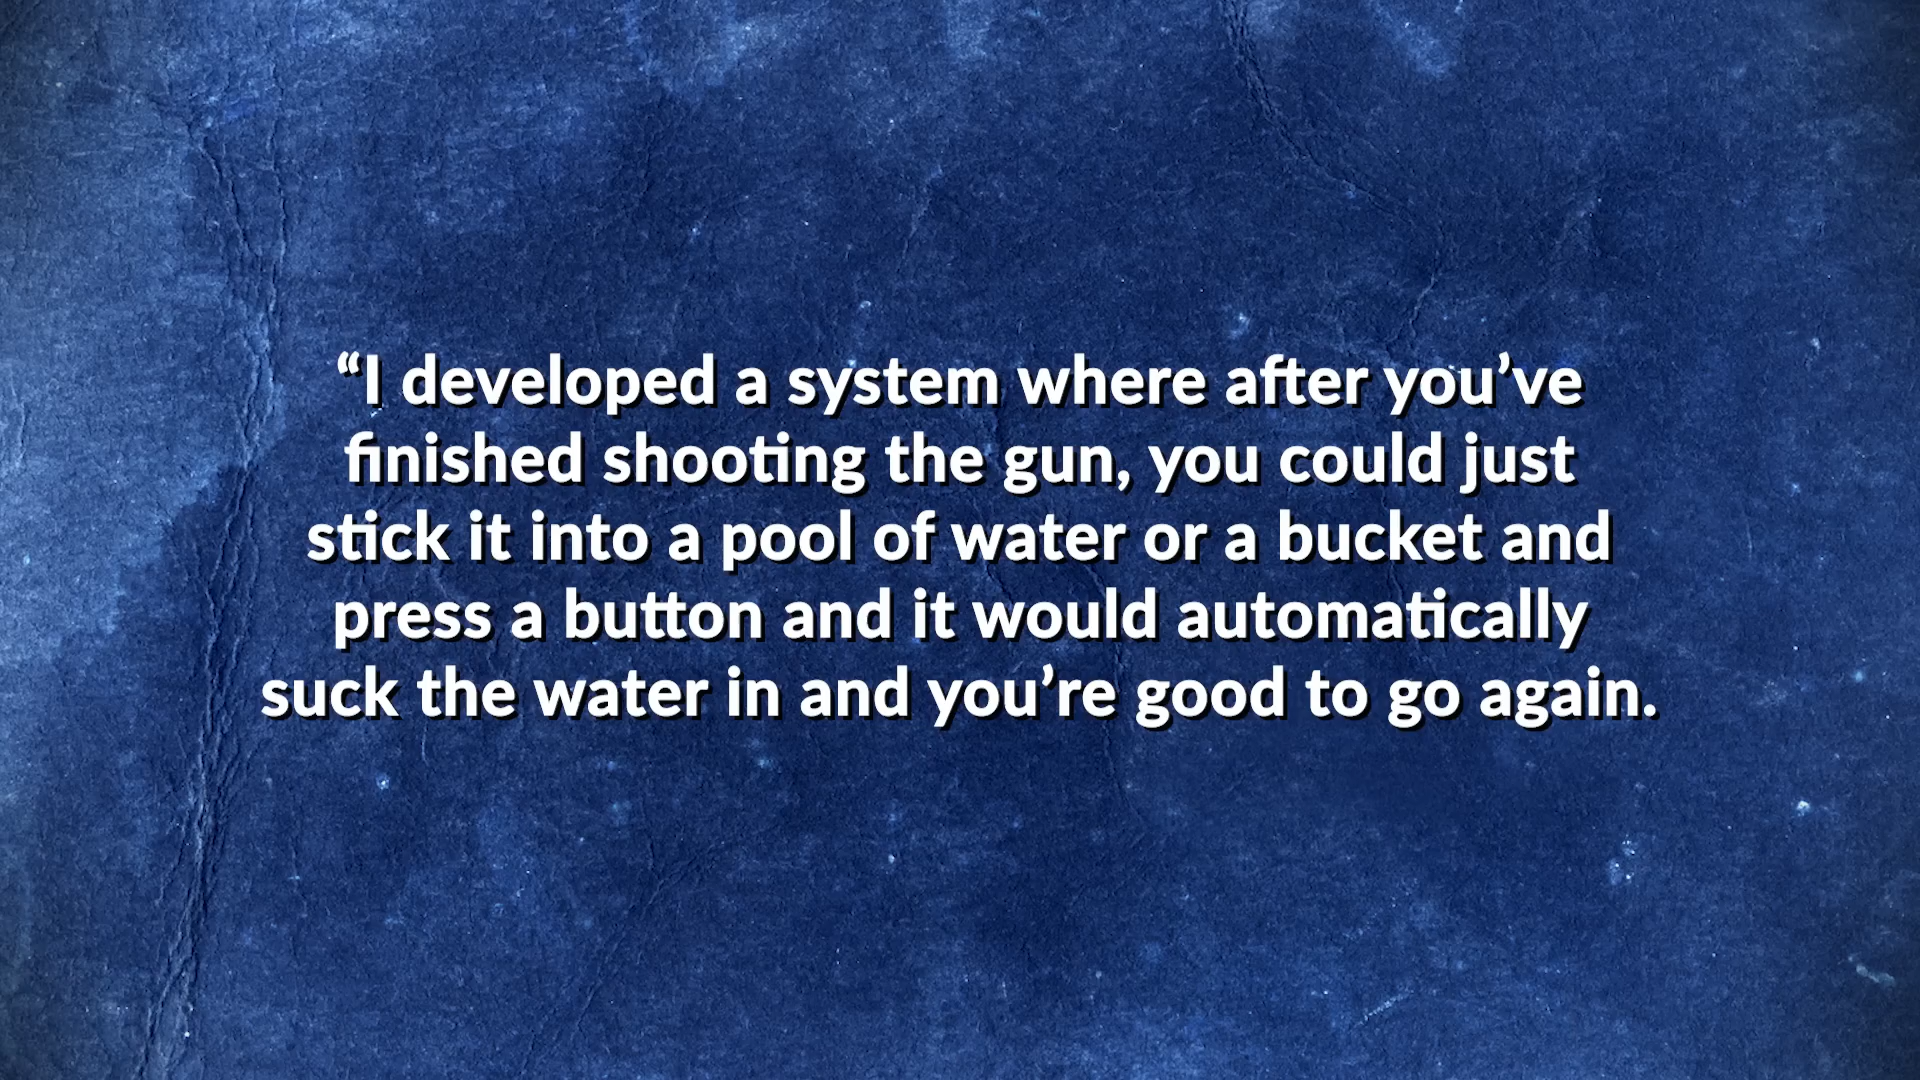 “I developed a system where after you’ve
finished shooting the gun, you could just
stick it into a pool of water or a bucket and
press a button and it would automatically
suck the water in and you’re good to go again.